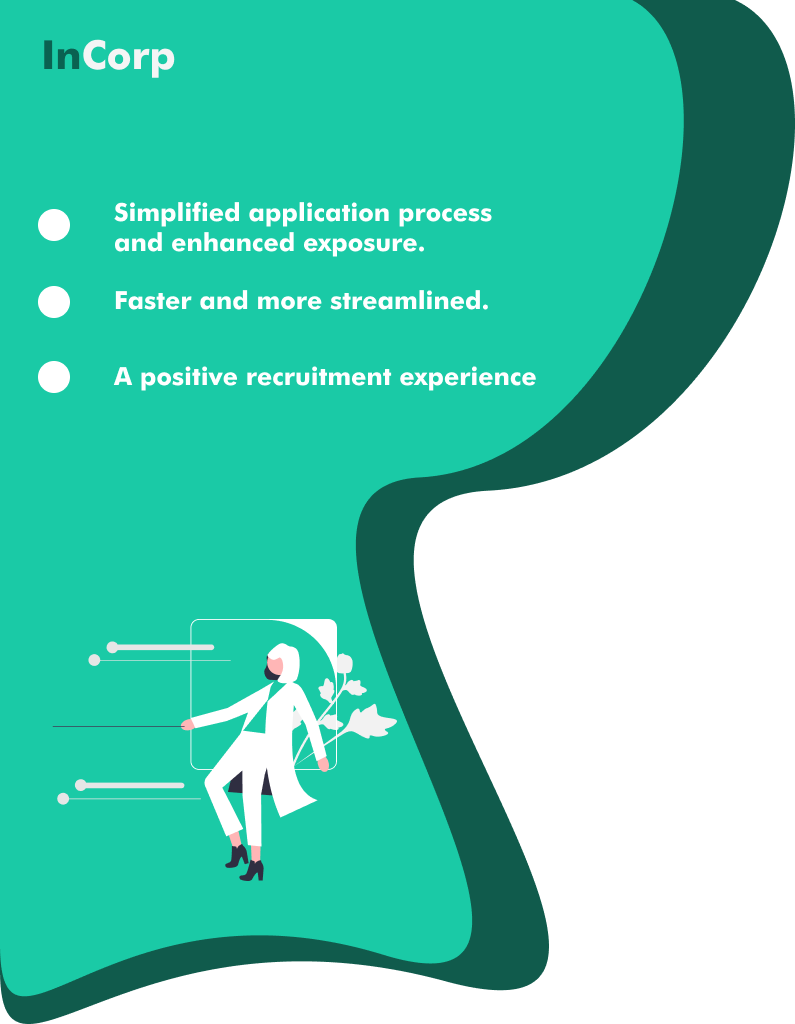 InCorp
Simplified application process
and enhanced exposure.
Faster and more streamlined.
A positive recruitment experience